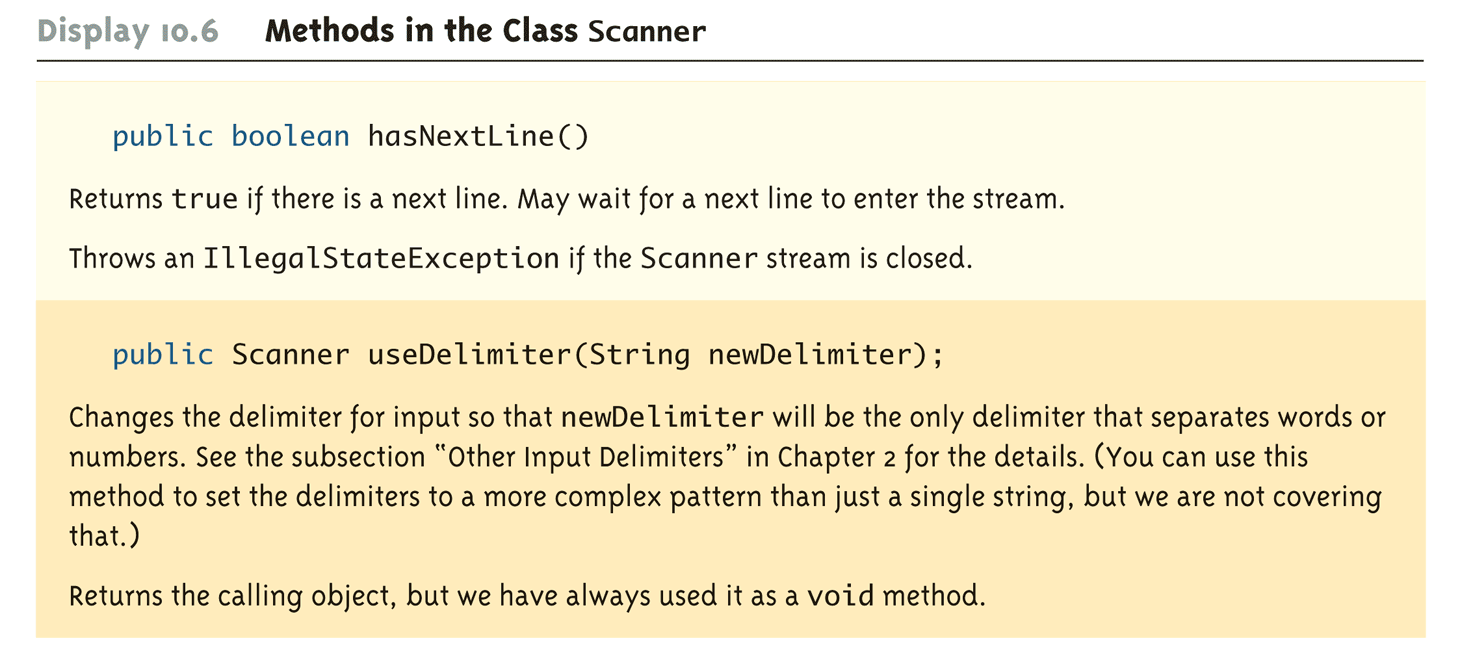 Display 10.6 Methods in the Class Scanner
public boolean hasNextLine()
Returns true if there is a next line. May wait for a next line to enter the stream.
Throws an IllegalStateException if the Scanner stream is closed.
public Scanner useDelimiter(String newDelimiter);
Changes the delimiter for input so that newDelimiter will be the only delimiter that separates words or
numbers. See the subsection “Other Input Delimiters” in Chapter 2 for the details. (You can use this
method to set the delimiters to a more complex pattern than just a single string, but we are not covering
that.)
Returns the calling object, but we have always used it as a void method.